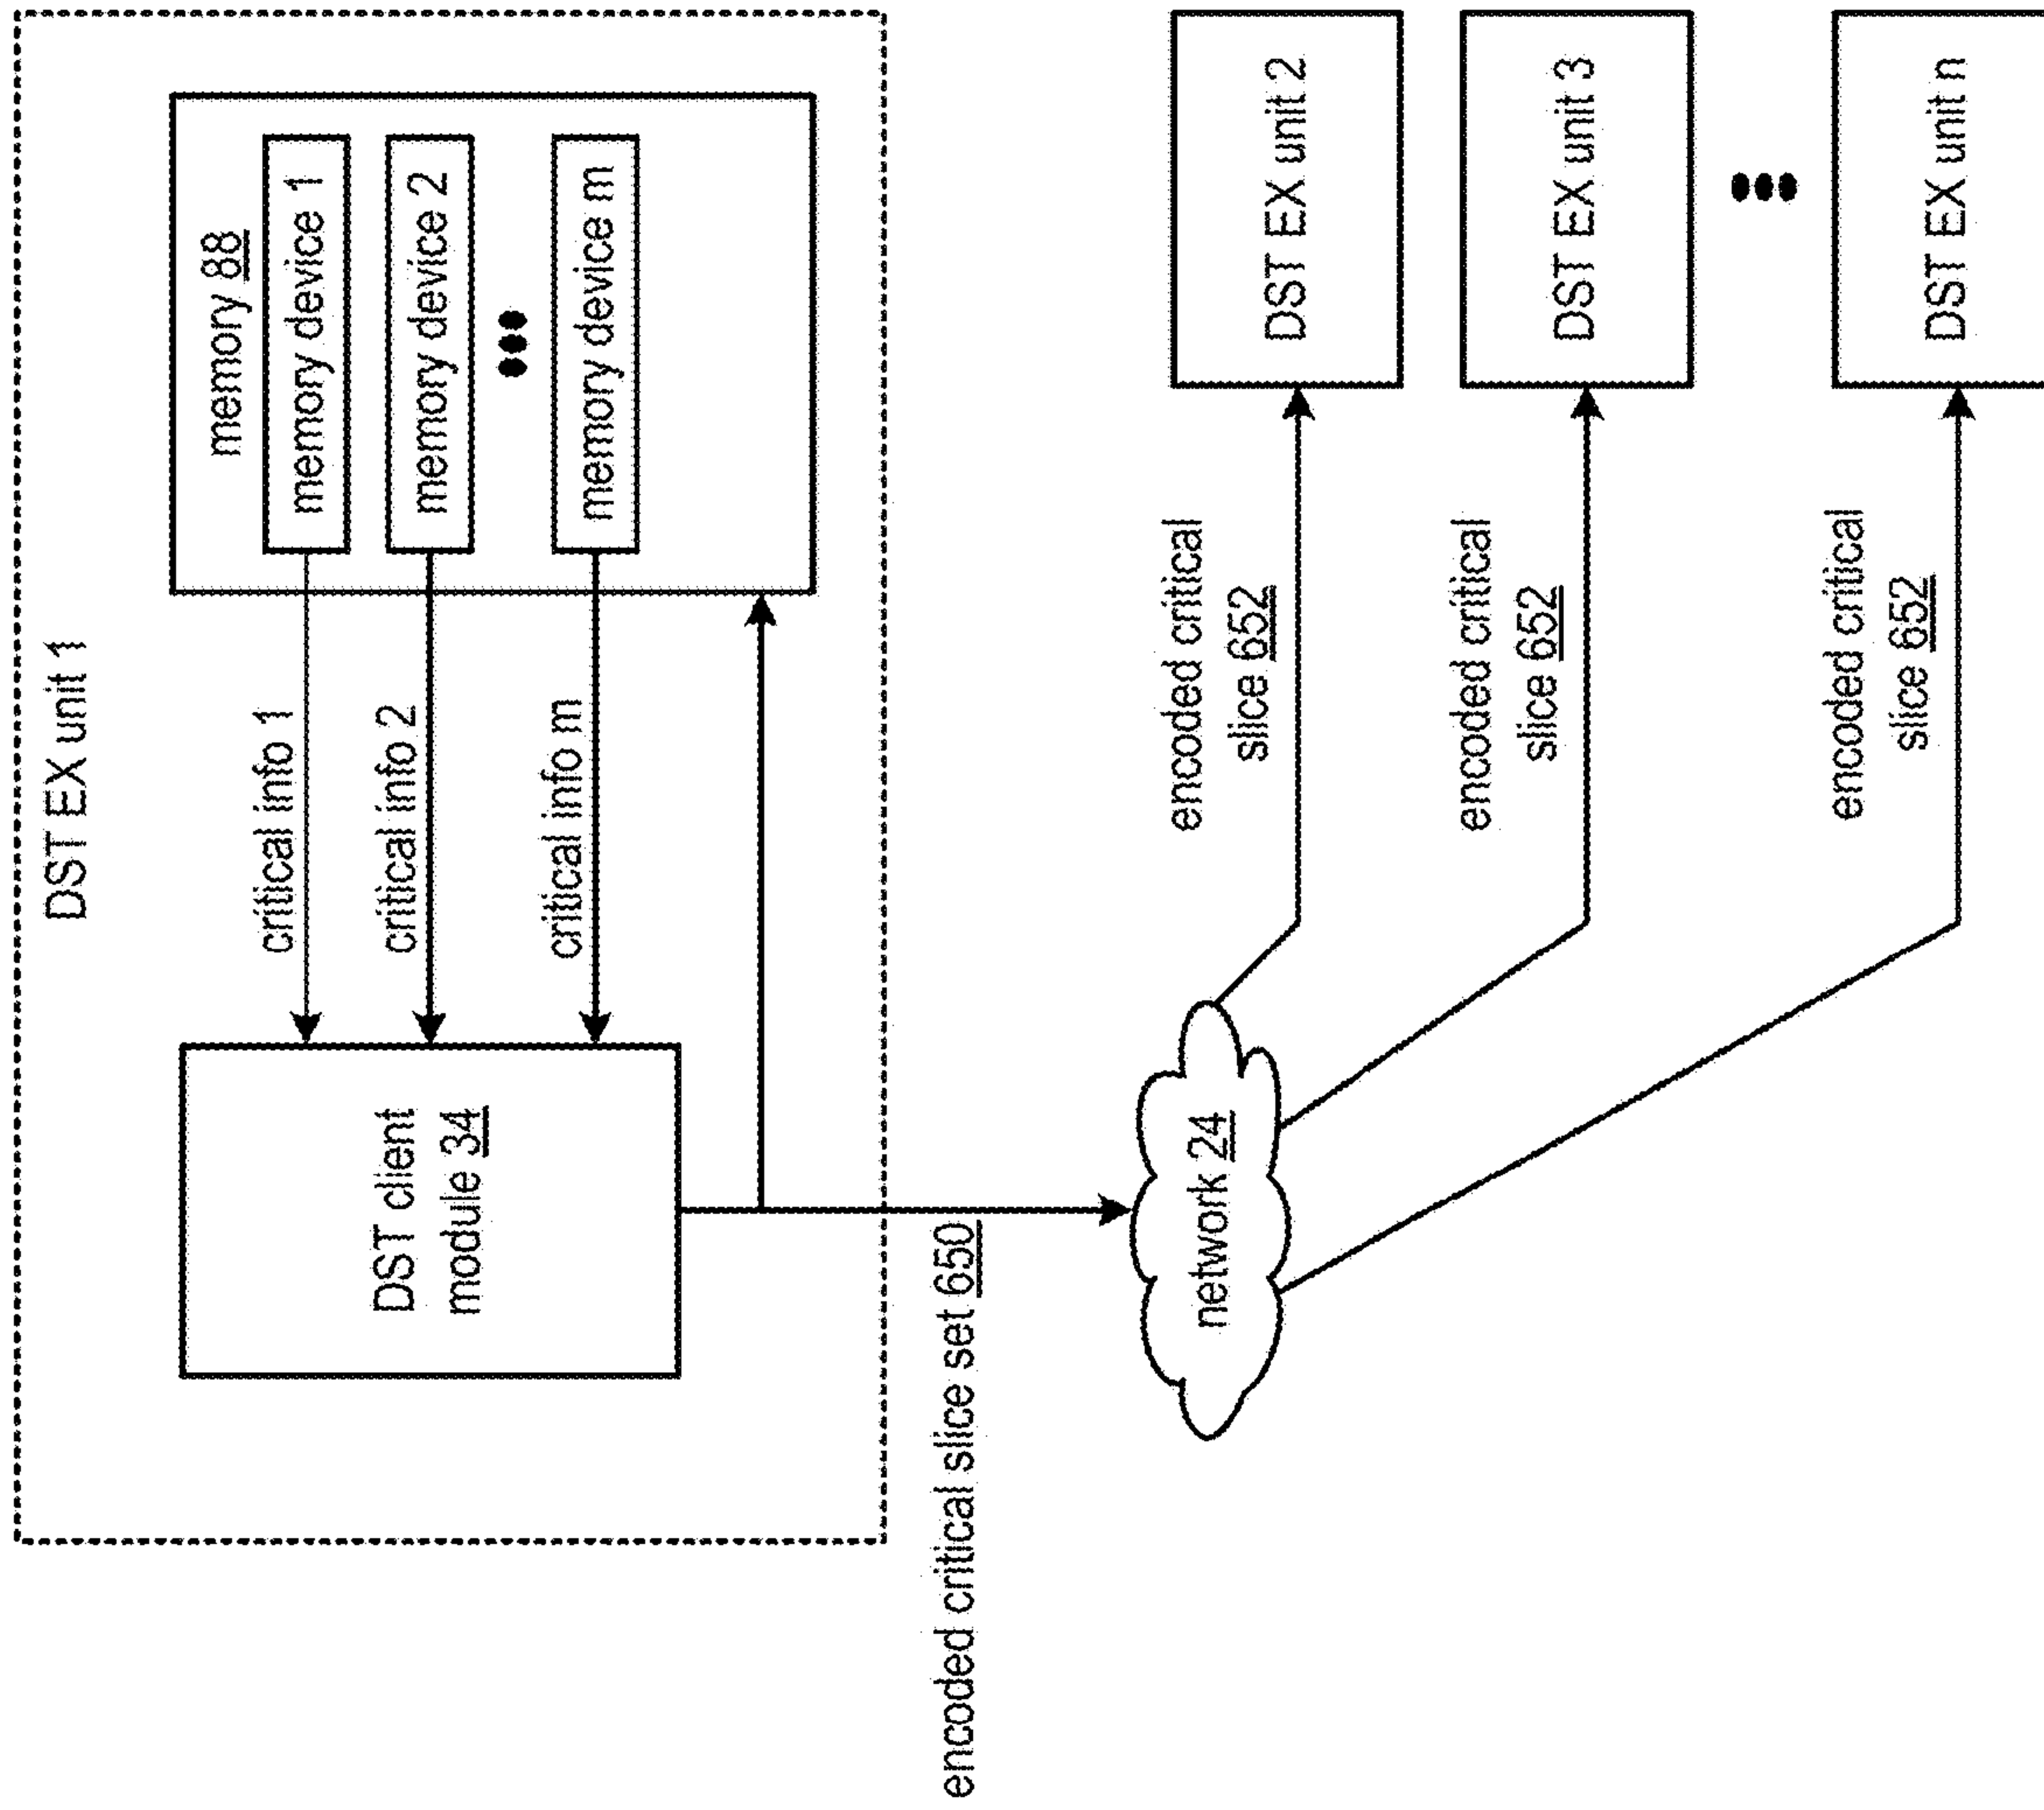 DST EX unit 1
memory 88
memory device 1
memory device 2
memory device m
critical info 1
critical info 2
critical info m
DST client
module 34
encoded critical slice set 650
network 24
encoded critical
slice 652
DST EX unit 2
encoded critical
slice 652
DST EX unit 3
encoded critical
slice 652
DST EX unit n